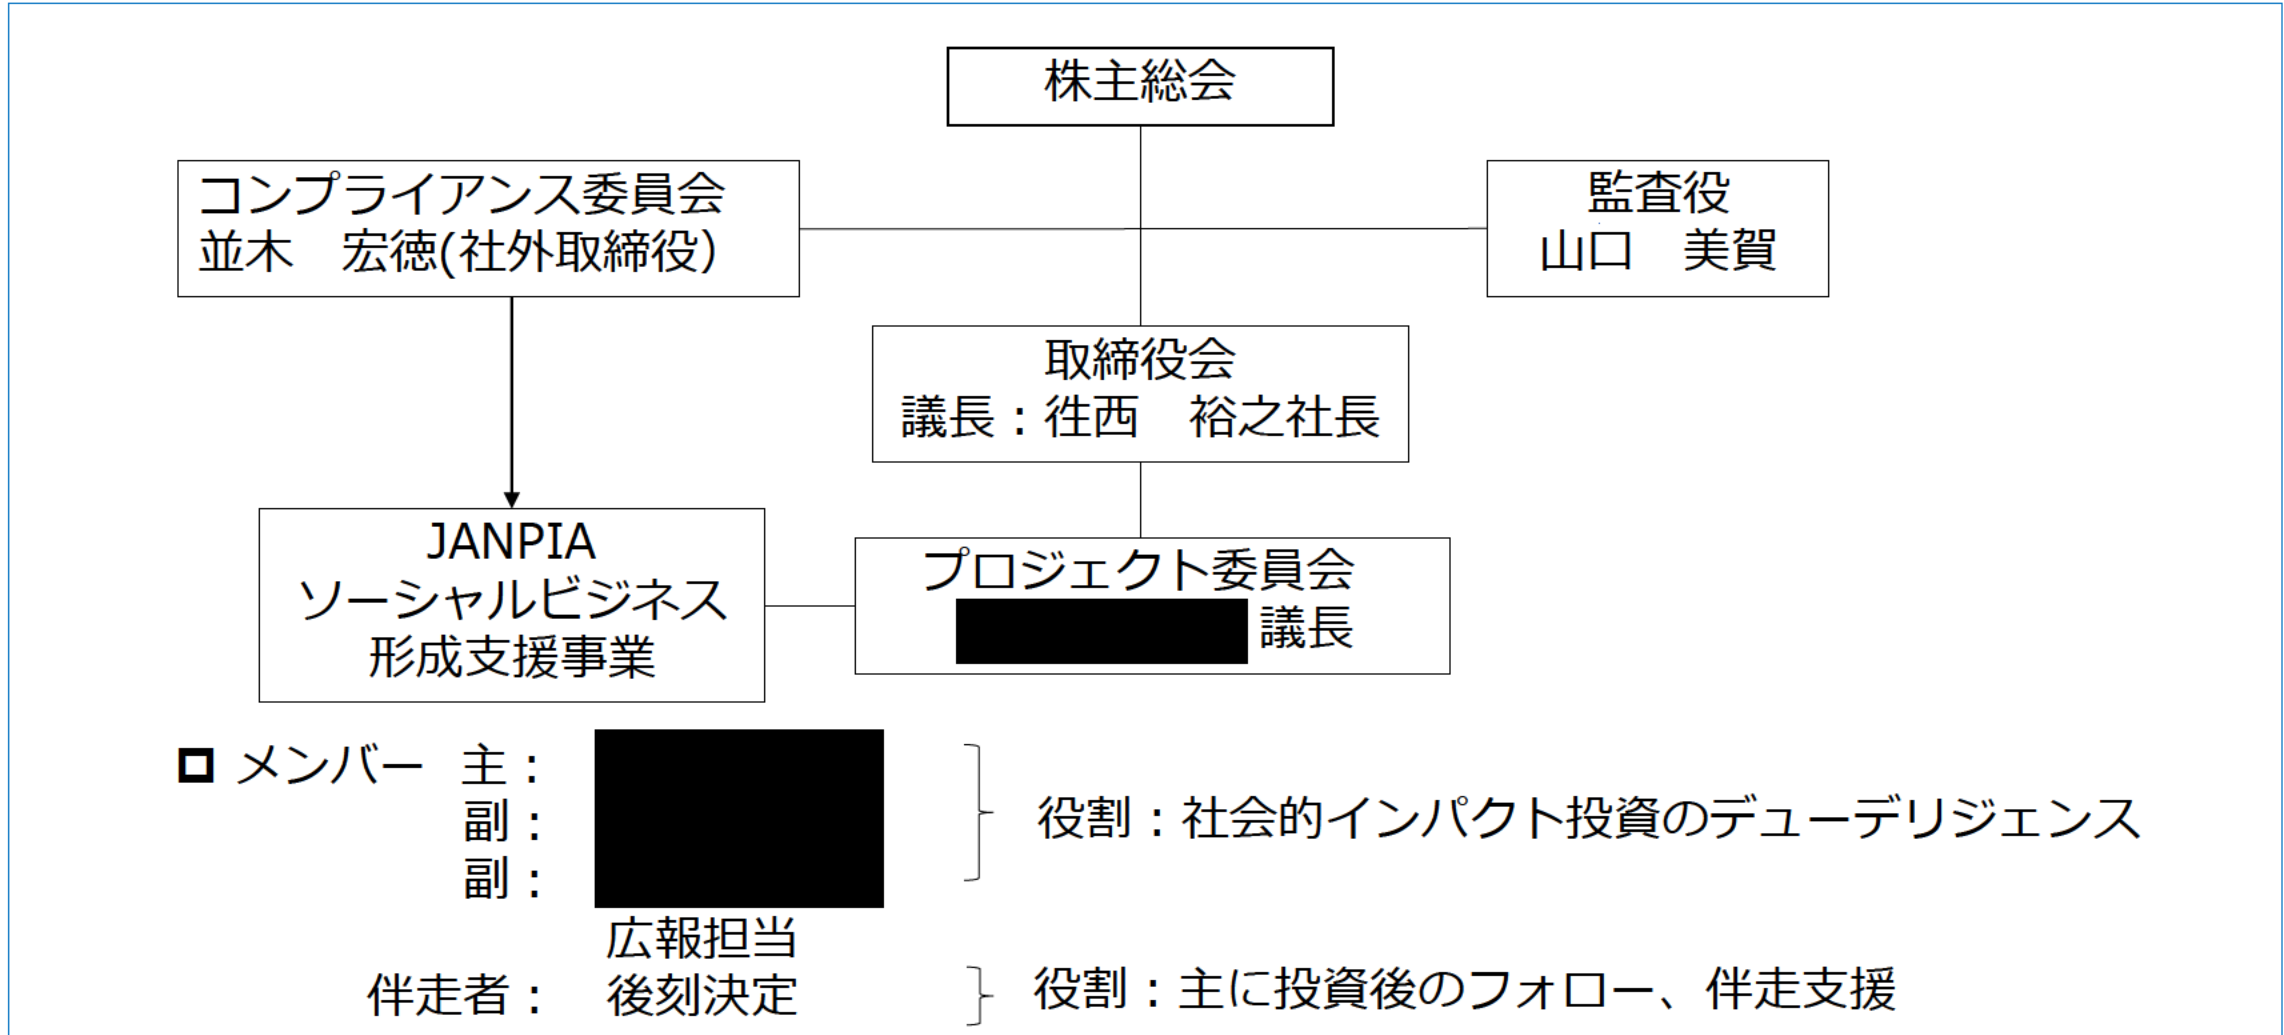 株主総会
コンプライアンス委員会
並木　宏徳(社外取締役）
監査役
山口　美賀
取締役会
議長：徃西　裕之社長
JANPIA
ソーシャルビジネス
形成支援事業
プロジェクト委員会
議長
メンバー 主：
副：
副：
役割：社会的インパクト投資のデューデリジェンス
広報担当
伴走者： 後刻決定
役割：主に投資後のフォロー、伴走支援